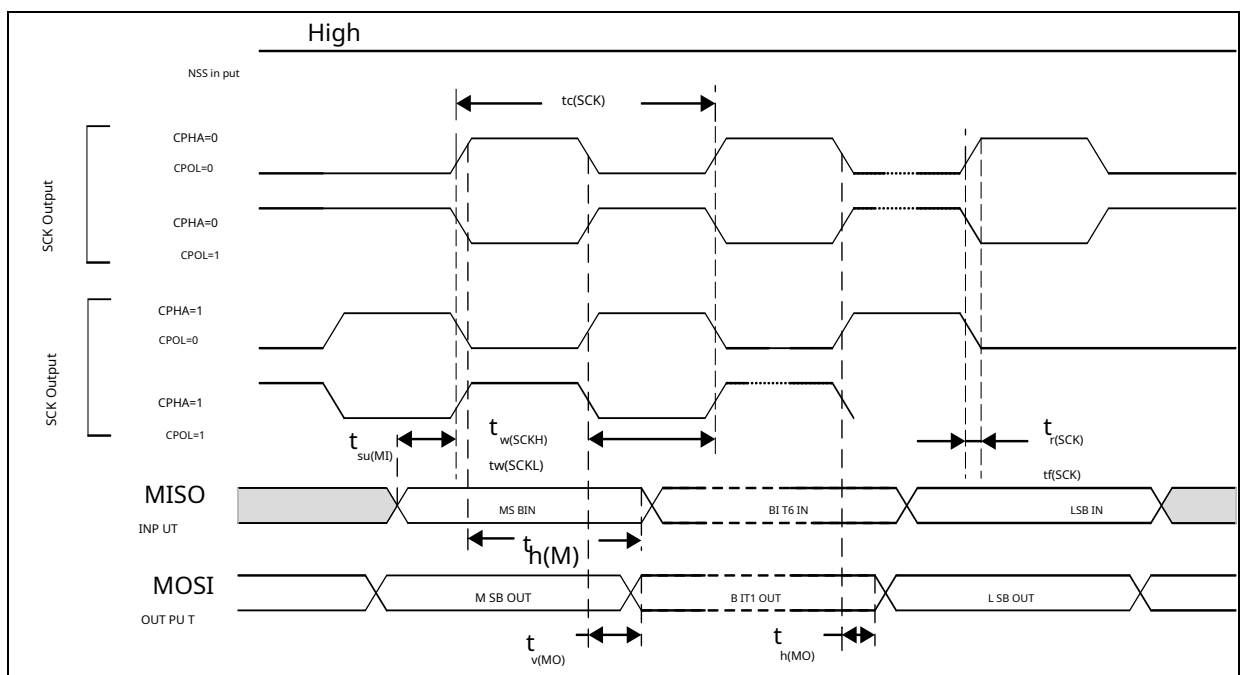 High
NSS in put
tc(SCK)
CPHA=0
CPOL=0
SCK Output
CPHA=0
CPOL=1
CPHA=1
CPOL=0
SCK Output
CPHA=1
CPOL=1
t su(MI)
t w(SCKH)
tw(SCKL)
t r(SCK)
tf(SCK)
MISO
INP UT
MS BIN
BI T6 IN
LSB IN
t h(M)
MOSI
OUT PU T
M SB OUT
B IT1 OUT
L SB OUT
t v(MO)
t h(MO)